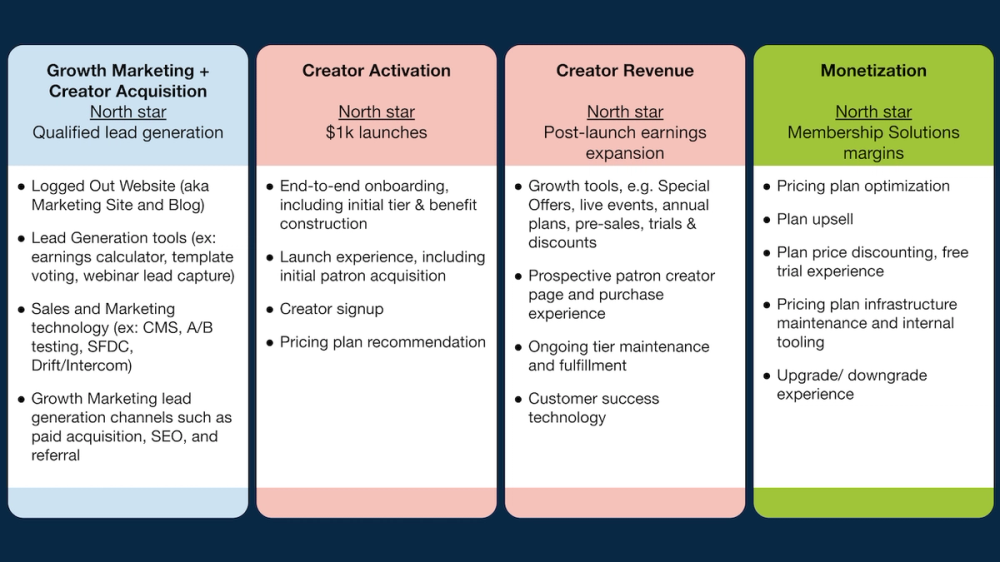 Growth Marketing +
Creator Acquisition
North star
Qualified lead generation
● Logged Out Website (aka
Marketing Site and Blog)
● Lead Generation tools (ex:
earnings calculator, template
voting, webinar lead capture)
● Sales and Marketing
technology (ex: CMS, A/B
testing, SFDC,
Drift/Intercom)
● Growth Marketing lead
generation channels such as
paid acquisition, SEO, and
referral
Creator Activation
North star
$1k launches
● End-to-end onboarding,
including initial tier & benefit
construction
● Launch experience, including
initial patron acquisition
● Creator signup
● Pricing plan recommendation
Creator Revenue
North star
Post-launch earnings
expansion
● Growth tools, e.g. Special
Offers, live events, annual
plans, pre-sales, trials &
discounts
● Prospective patron creator
page and purchase
experience
● Ongoing tier maintenance
and fulfillment
● Customer success
technology
Monetization
North star
Membership Solutions
margins
● Pricing plan optimization
● Plan upsell
● Plan price discounting, free
trial experience
● Pricing plan infrastructure
maintenance and internal
tooling
● Upgrade/ downgrade
experience